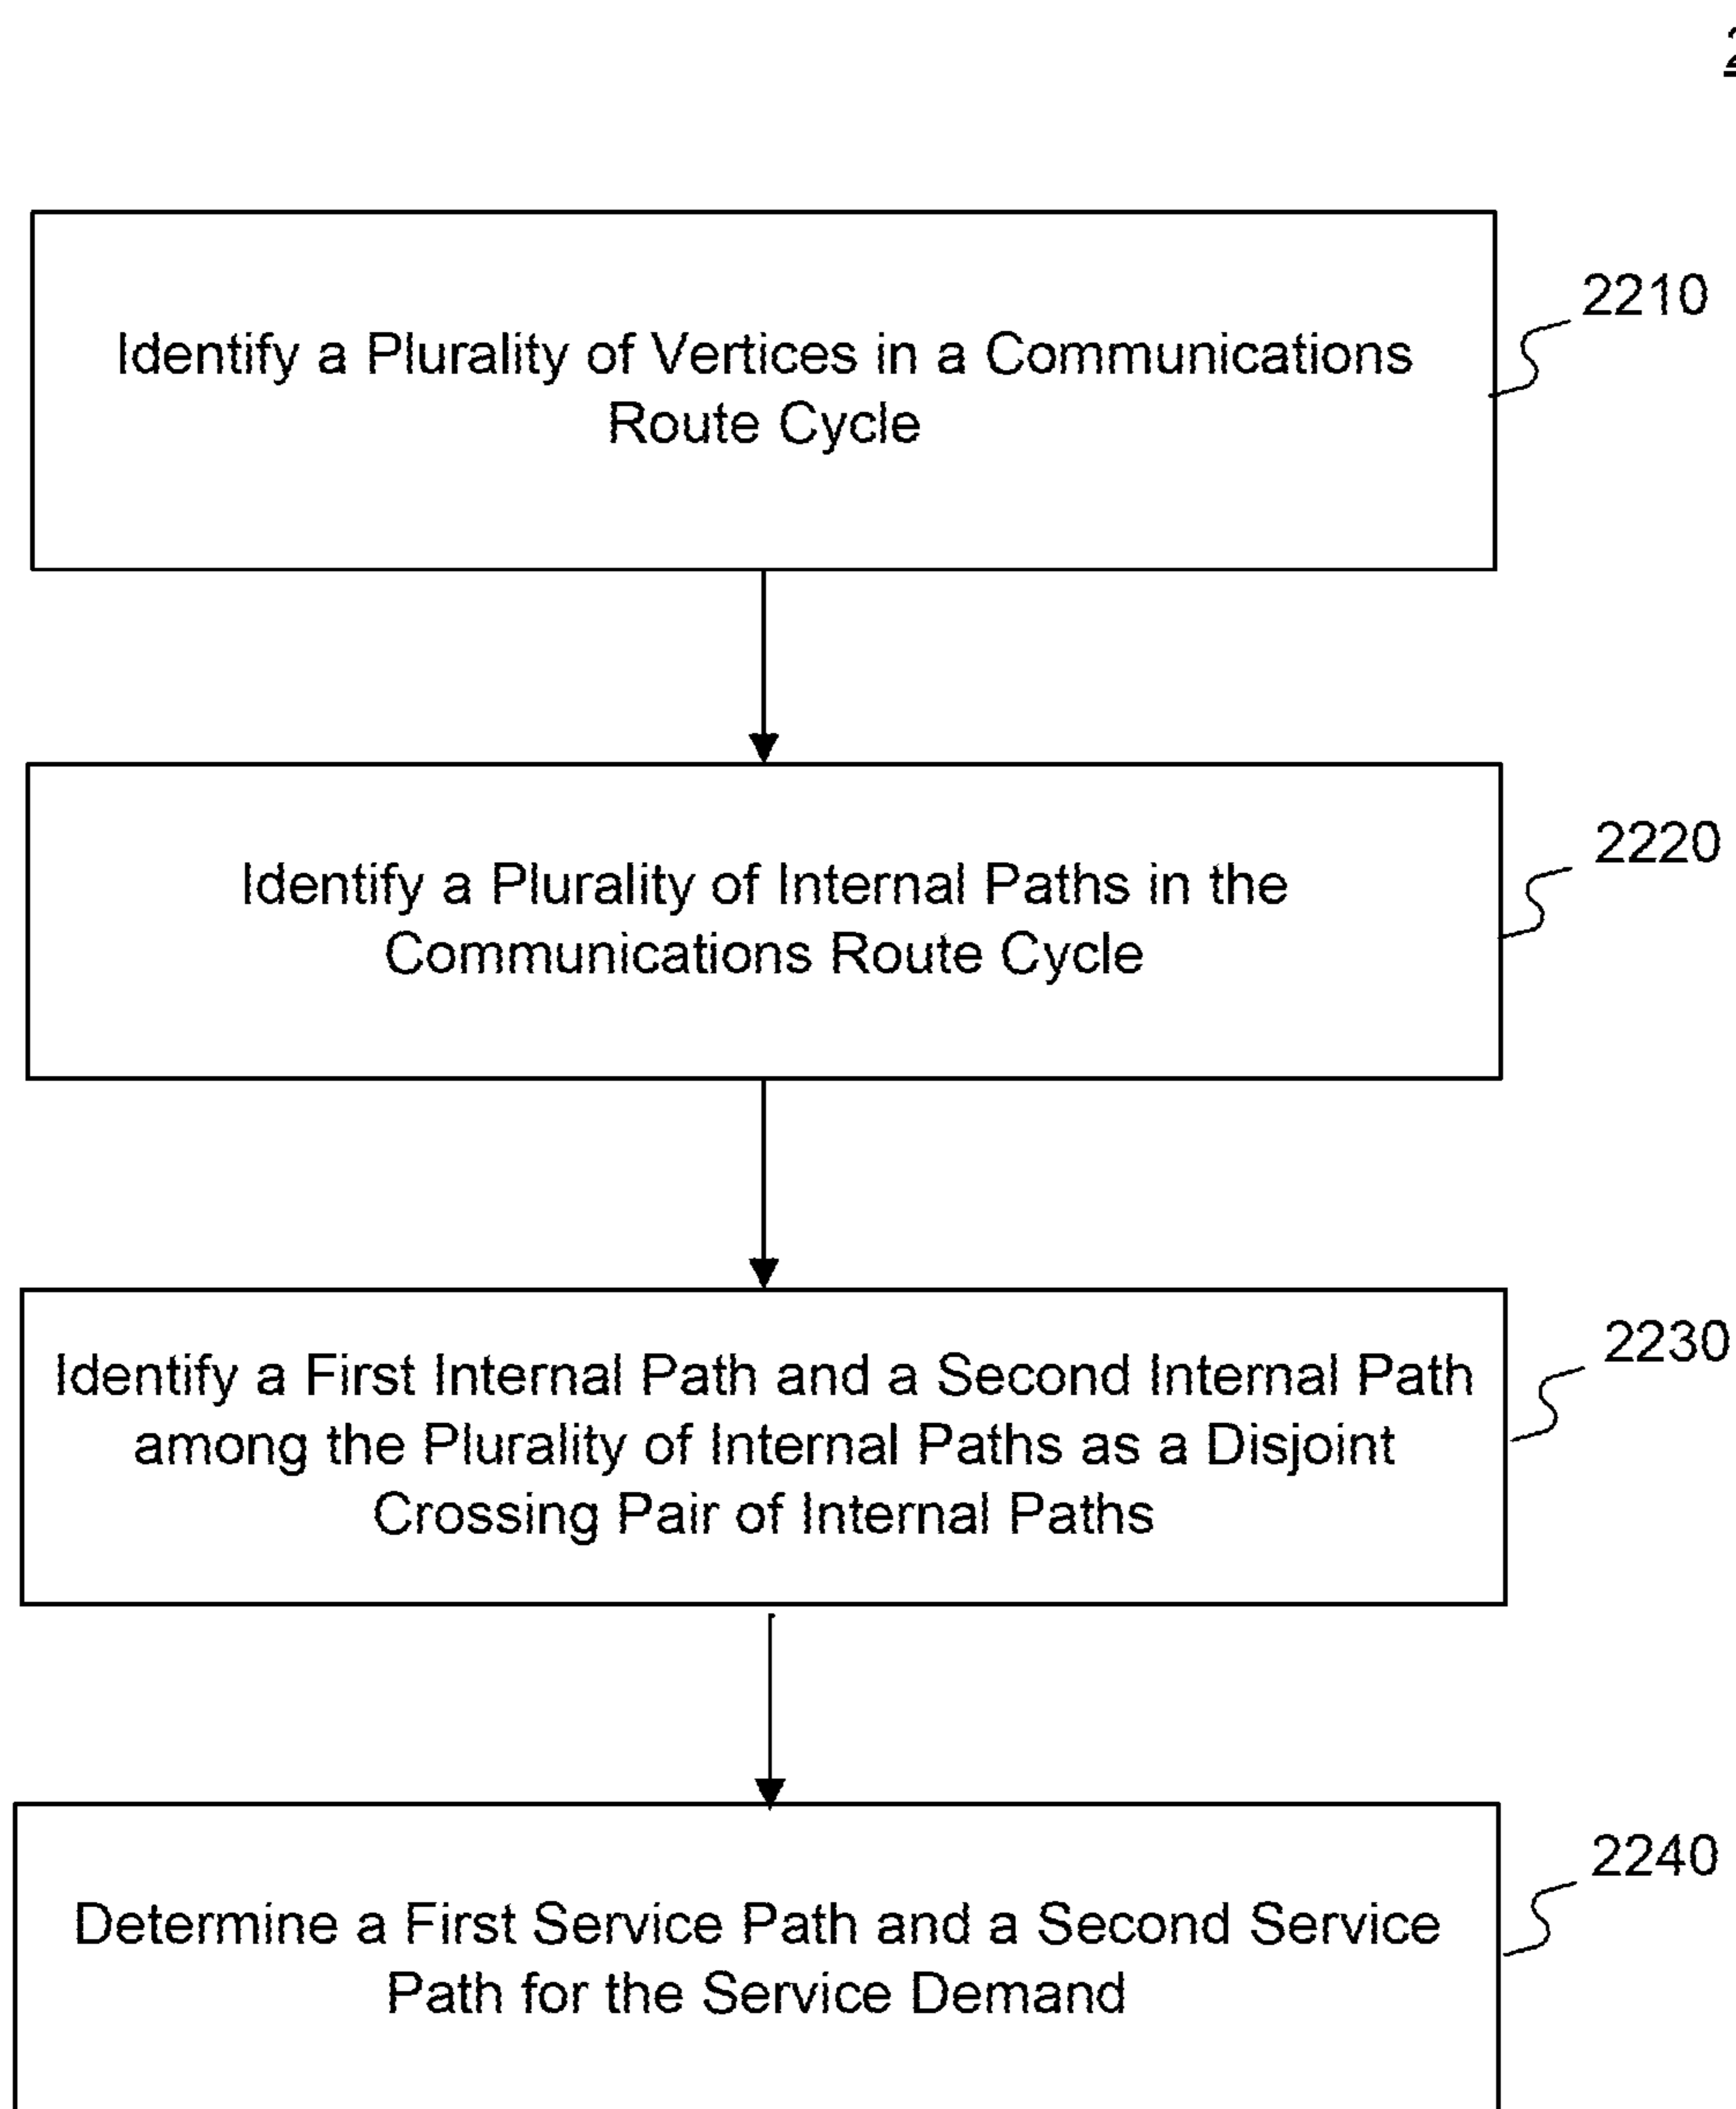 2210
Identify a Plurality of Vertices in a Communications
Route Cycle
2220
Identify a Plurality of Internal Paths in the
Communications Route Cycle
2230
Identify a First Internal Path and a Second Internal Path
among the Plurality of Internal Paths as a Disjoint
Crossing Pair of Internal Paths
2240
Determine a First Service Path and a Second Service
Path for the Service Demand